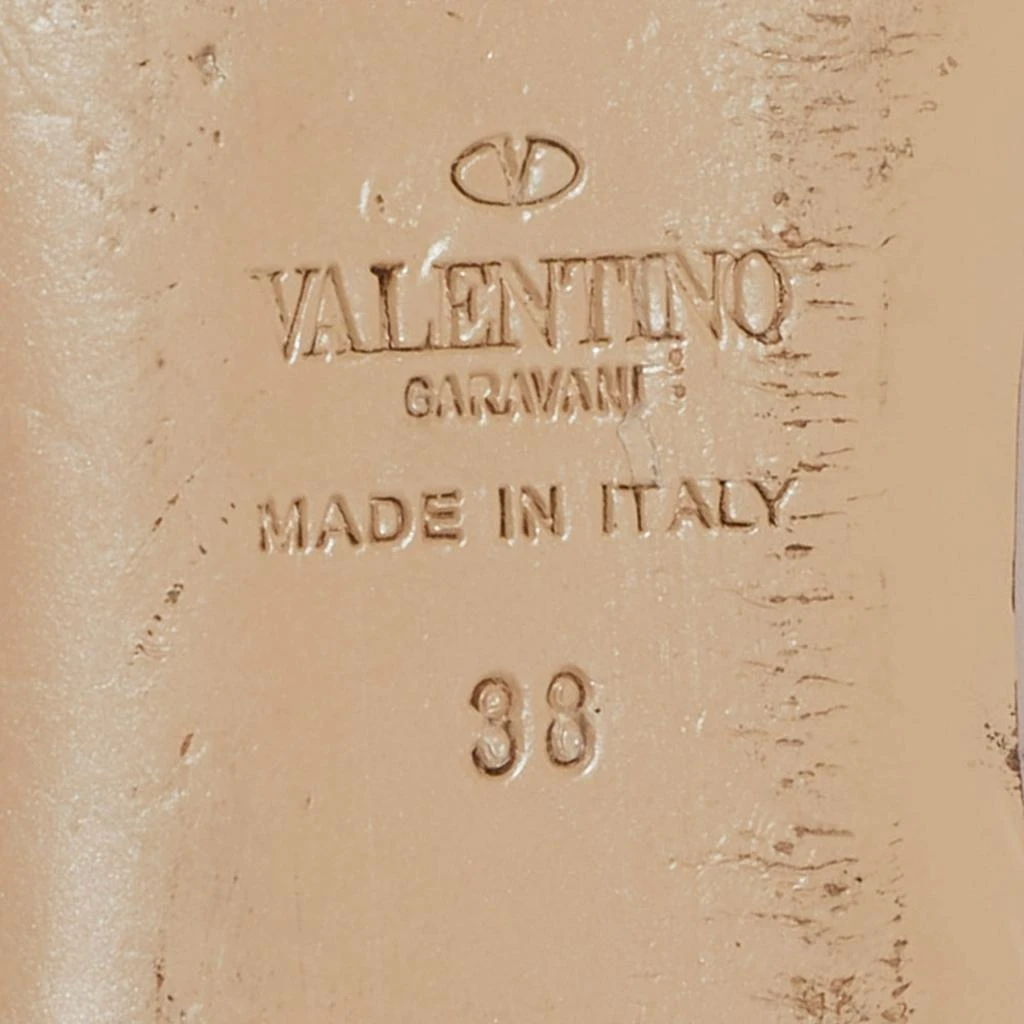 V
VALENTINO
GARAVANI
MADE IN ITALY
38